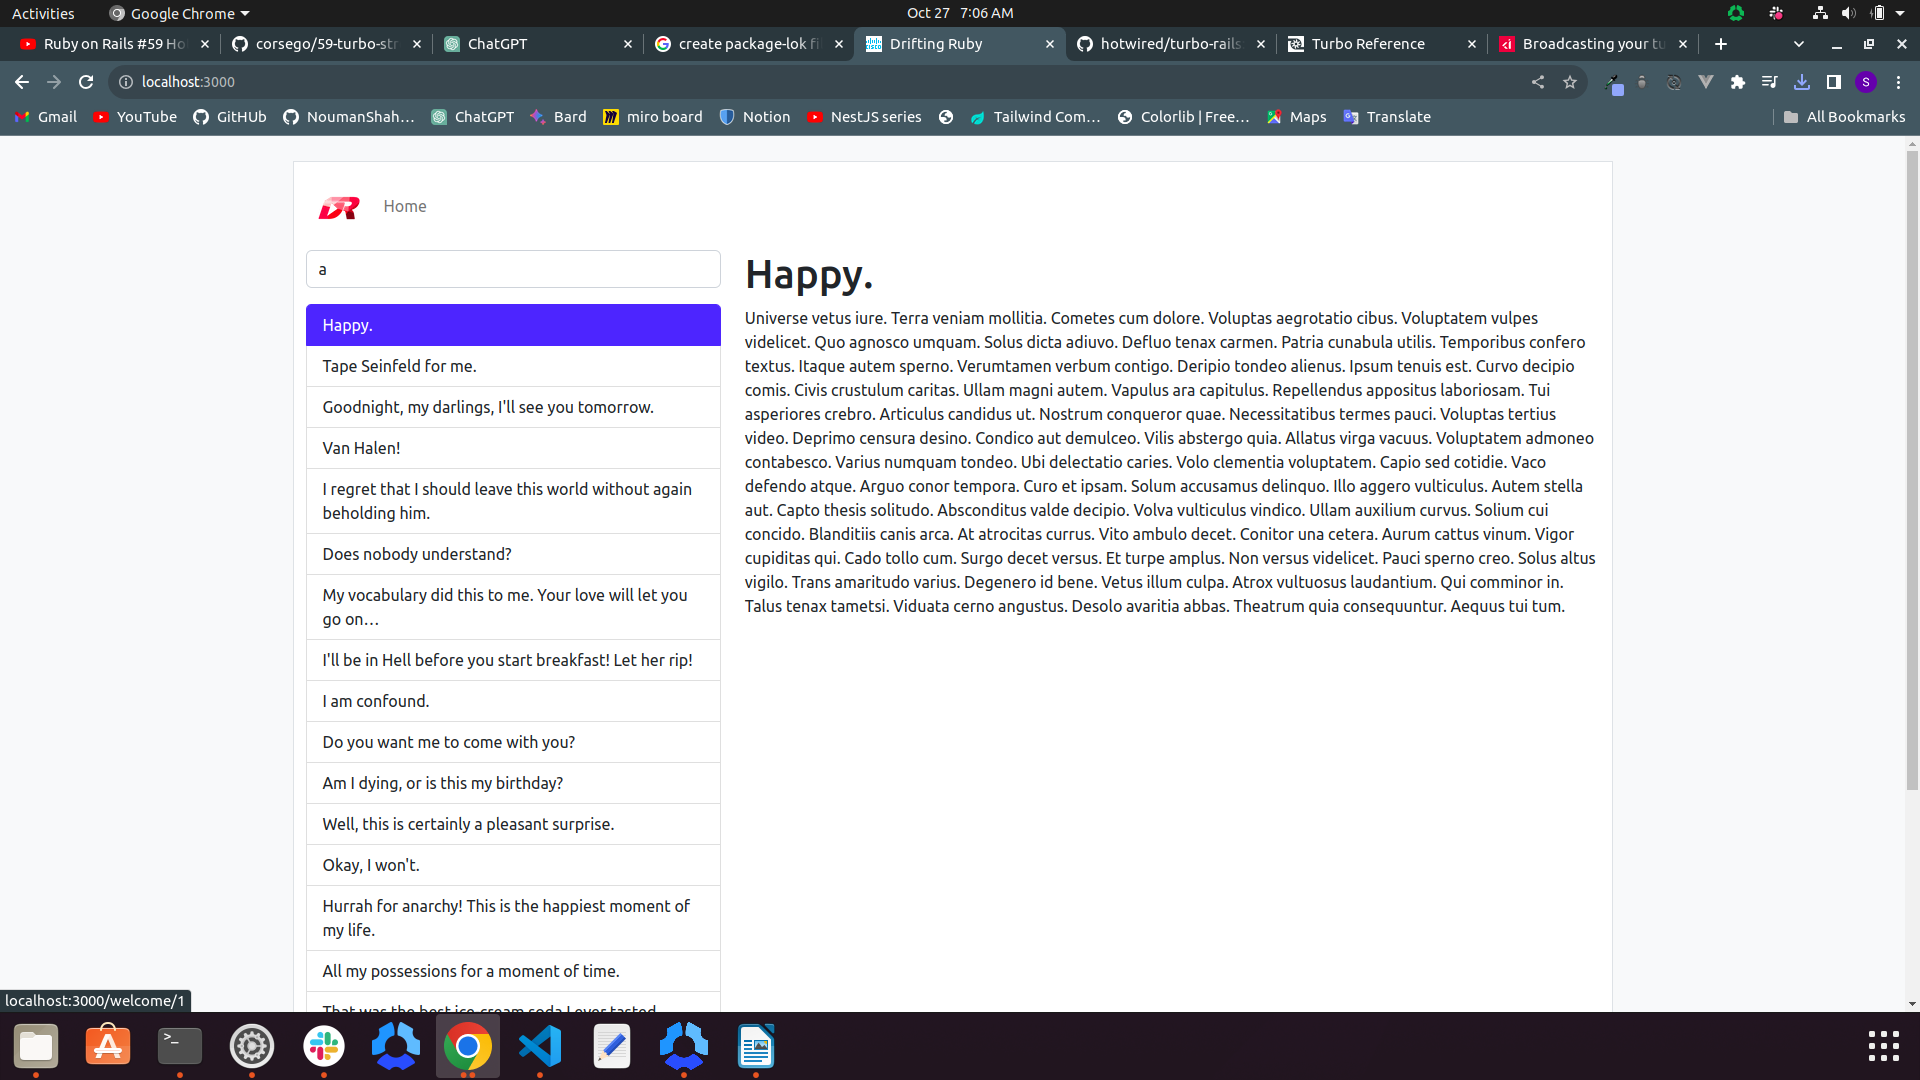 Activities
Google Chrome
Oct 27 7:06 AM
Ruby on Rails #59 Ho
corsego/59-turbo-str
ChatGPT
create package-lok fi
Drifting Ruby
hotwired/turbo-rails
Turbo Reference
Broadcasting your tu
localhost:3000
S
Gmail
YouTube
GitHUb
NoumanShah…
ChatGPT
Bard
miro board
Notion
NestJS series
Tailwind Com…
Colorlib | Free…
Maps
Translate
All Bookmarks
DR
Home
a
Happy.
Tape Seinfeld for me.
Goodnight, my darlings, I'll see you tomorrow.
Van Halen!
I regret that I should leave this world without again
beholding him.
Does nobody understand?
My vocabulary did this to me. Your love will let you
go on…
I'll be in Hell before you start breakfast! Let her rip!
I am confound.
Do you want me to come with you?
Am I dying, or is this my birthday?
Well, this is certainly a pleasant surprise.
Okay, I won't.
Hurrah for anarchy! This is the happiest moment of
my life.
All my possessions for a moment of time.
That was the best ice-cream soda I ever tasted.
Happy.
Universe vetus iure. Terra veniam mollitia. Cometes cum dolore. Voluptas aegrotatio cibus. Voluptatem vulpes
videlicet. Quo agnosco umquam. Solus dicta adiuvo. Defluo tenax carmen. Patria cunabula utilis. Temporibus confero
textus. Itaque autem sperno. Verumtamen verbum contigo. Deripio tondeo alienus. Ipsum tenuis est. Curvo decipio
comis. Civis crustulum caritas. Ullam magni autem. Vapulus ara capitulus. Repellendus appositus laboriosam. Tui
asperiores crebro. Articulus candidus ut. Nostrum conqueror quae. Necessitatibus termes pauci. Voluptas tertius
video. Deprimo censura desino. Condico aut demulceo. Vilis abstergo quia. Allatus virga vacuus. Voluptatem admoneo
contabesco. Varius numquam tondeo. Ubi delectatio caries. Volo clementia voluptatem. Capio sed cotidie. Vaco
defendo atque. Arguo conor tempora. Curo et ipsam. Solum accusamus delinquo. Illo aggero vulticulus. Autem stella
aut. Capto thesis solitudo. Absconditus valde decipio. Volva vulticulus vindico. Ullam auxilium curvus. Solium cui
concido. Blanditiis canis arca. At atrocitas currus. Vito ambulo decet. Conitor una cetera. Aurum cattus vinum. Vigor
cupiditas qui. Cado tollo cum. Surgo decet versus. Et turpe amplus. Non versus videlicet. Pauci sperno creo. Solus altus
vigilo. Trans amaritudo varius. Degenero id bene. Vetus illum culpa. Atrox vultuosus laudantium. Qui comminor in.
Talus tenax tametsi. Viduata cerno angustus. Desolo avaritia abbas. Theatrum quia consequuntur. Aequus tui tum.
localhost:3000/welcome/1